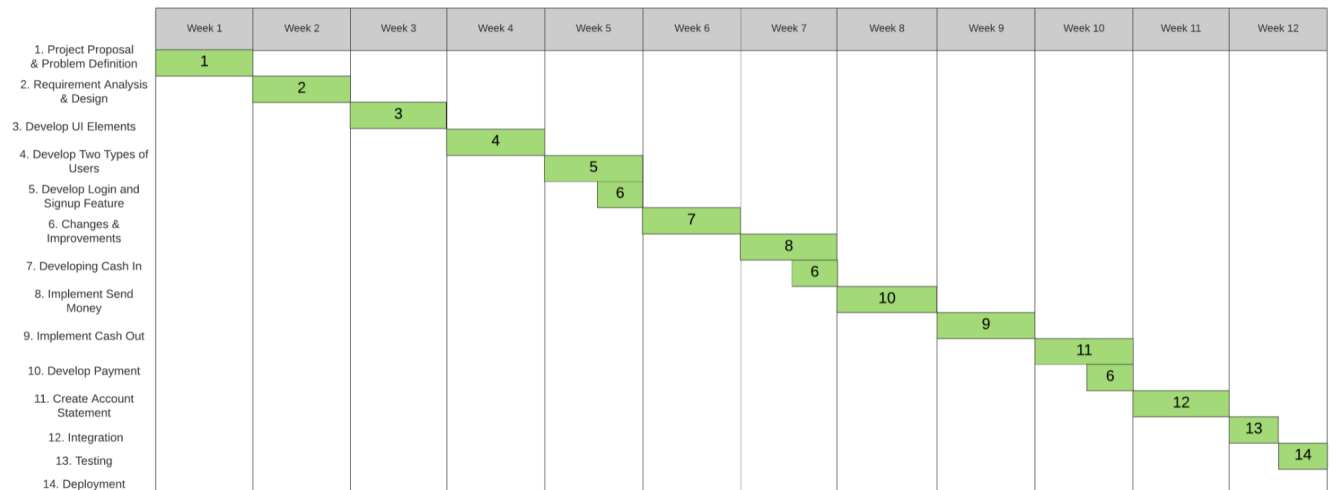 Week 1 Week 2 Week 3 Week 4 Week 5 Week 6 Week 7 Week 8 Week 9 Week 10 Week 11 Week 12
1. Project Proposal
& Problem Definition
1
2. Requirement Analysis
& Design
2
3
3. Develop UI Elements
4
4. Develop Two Types of
Users
5
5. Develop Login and
Signup Feature
6
6. Changes &
Improvements
7
8
7. Developing Cash In
6
8. Implement Send
Money
10
9
9. Implement Cash Out
11
10. Develop Payment
6
11. Create Account
Statement
12
12. Integration
13
13. Testing
14
14. Deployment